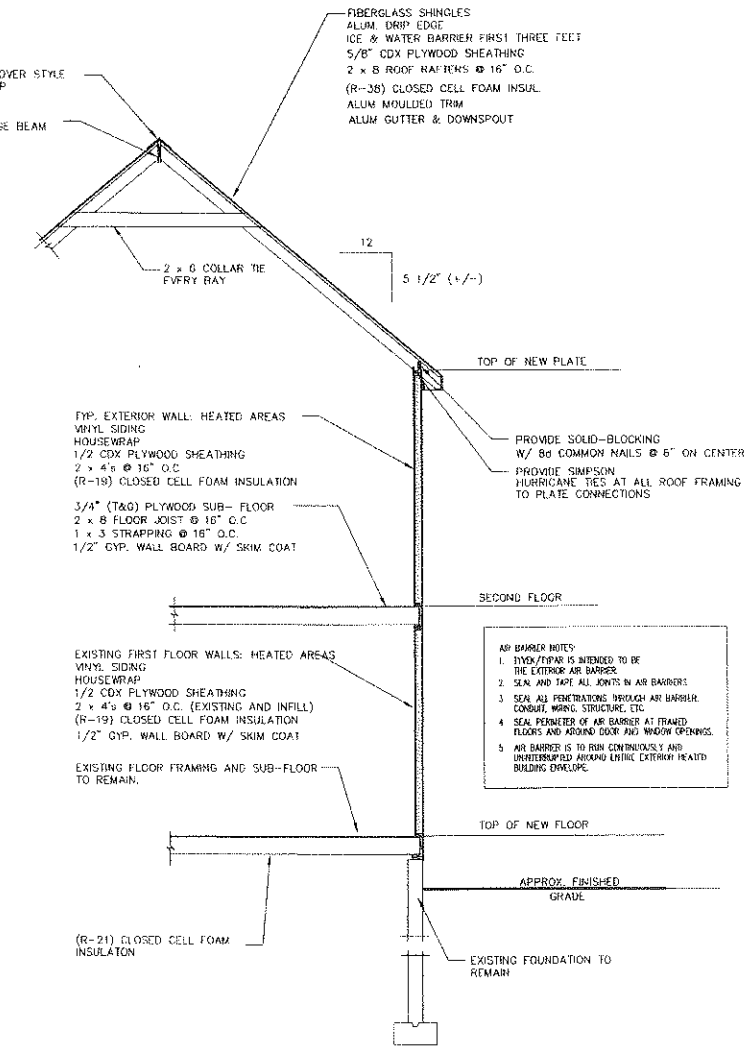 FIBERGLASS SHINGLES
ALUM. DRIP EDGE
ICE & WATER BARRIER FIRST THREE FEET
5/8" CDX PLYWOOD SHEATHING
2 x 8 ROOF RAFTERS @ 16" O.C.
(R-38) CLOSED CELL FOAM INSUL.
ALUM MOULDED TRIM
ALUM GUTTER & DOWNSPOUT
OVER STYLE
BEAM
12
5 1/2" (+/-)
2 x 6 COLLAR TIE
EVERY BAY
TOP OF NEW PLATE
TYP. EXTERIOR WALL: HEATED AREAS
VINYL SIDING
HOUSEWRAP
1/2 CDX PLYWOOD SHEATHING
2 x 4's @ 16" O.C
(R-19) CLOSED CELL FOAM INSULATION
PROVIDE SOLID-BLOCKING
W/ 8d COMMON NAILS @ 6" ON CENTER
PROVIDE SIMPSON
HURRICANE TIES AT ALL ROOF FRAMING
TO PLATE CONNECTIONS
3/4" (T&G) PLYWOOD SUB- FLOOR
2 x 8 FLOOR JOIST @ 16" O.C
1 x 3 STRAPPING @ 16" O.C.
1/2" GYP. WALL BOARD W/ SKIM COAT
SECOND FLOOR
EXISTING FIRST FLOOR WALLS: HEATED AREAS
VINYL SIDING
HOUSEWRAP
1/2 CDX PLYWOOD SHEATHING
2 x 4's @ 16" O.C. (EXISTING AND INFILL)
(R-19) CLOSED CELL FOAM INSULATION
1/2" GYP. WALL BOARD W/ SKIM COAT
AIR BARRIER NOTES:
1. TYVEK/TYPAR IS INTENDED TO BE
THE EXTERIOR AIR BARRIER
2. SEAL AND TAPE ALL JOINTS IN AIR BARRIERS
3 SEAL ALL PENETRATIONS THROUGH AIR BARRIER,
CONDUIT, WIRING, STRUCTURE, ETC
4 SEAL PERIMETER OF AIR BARRIER AT FRAMED
FLOORS AND AROUND DOOR AND WINDOW OPENINGS.
5 AIR BARRIER IS TO RUN CONTINUOUSLY AND
UNINTERRUPTED AROUND ENTIRE EXTERIOR HEATED
BUILDING ENVELOPE.
EXISTING FLOOR FRAMING AND SUB-FLOOR
TO REMAIN.
TOP OF NEW FLOOR
APPROX. FINISHED
GRADE
(R-21) CLOSED CELL FOAM
INSULATON
EXISTING FOUNDATION TO
REMAIN